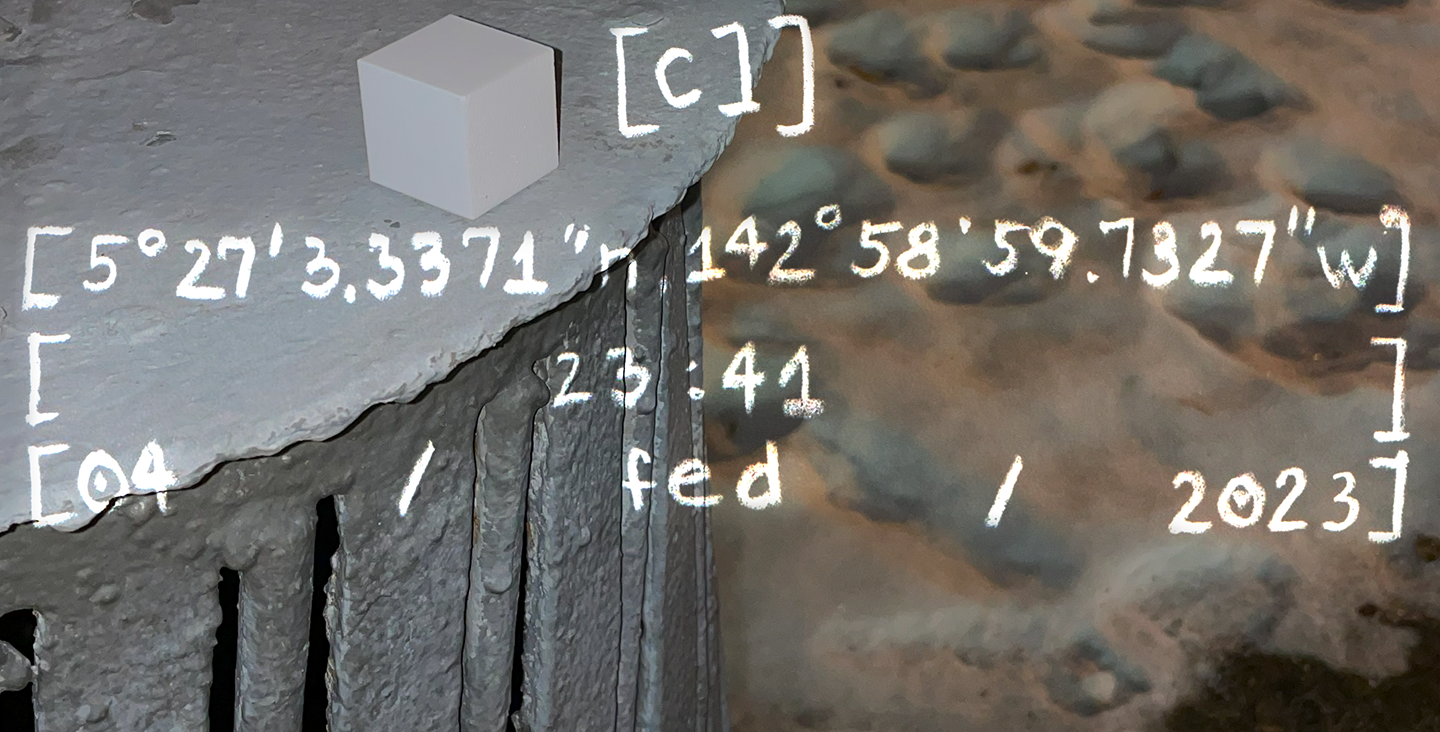 [c]]
[5°27'3.3371"n 142°58'59.7327"w]
[ 23:41 ]
[04 / fed / 2023]